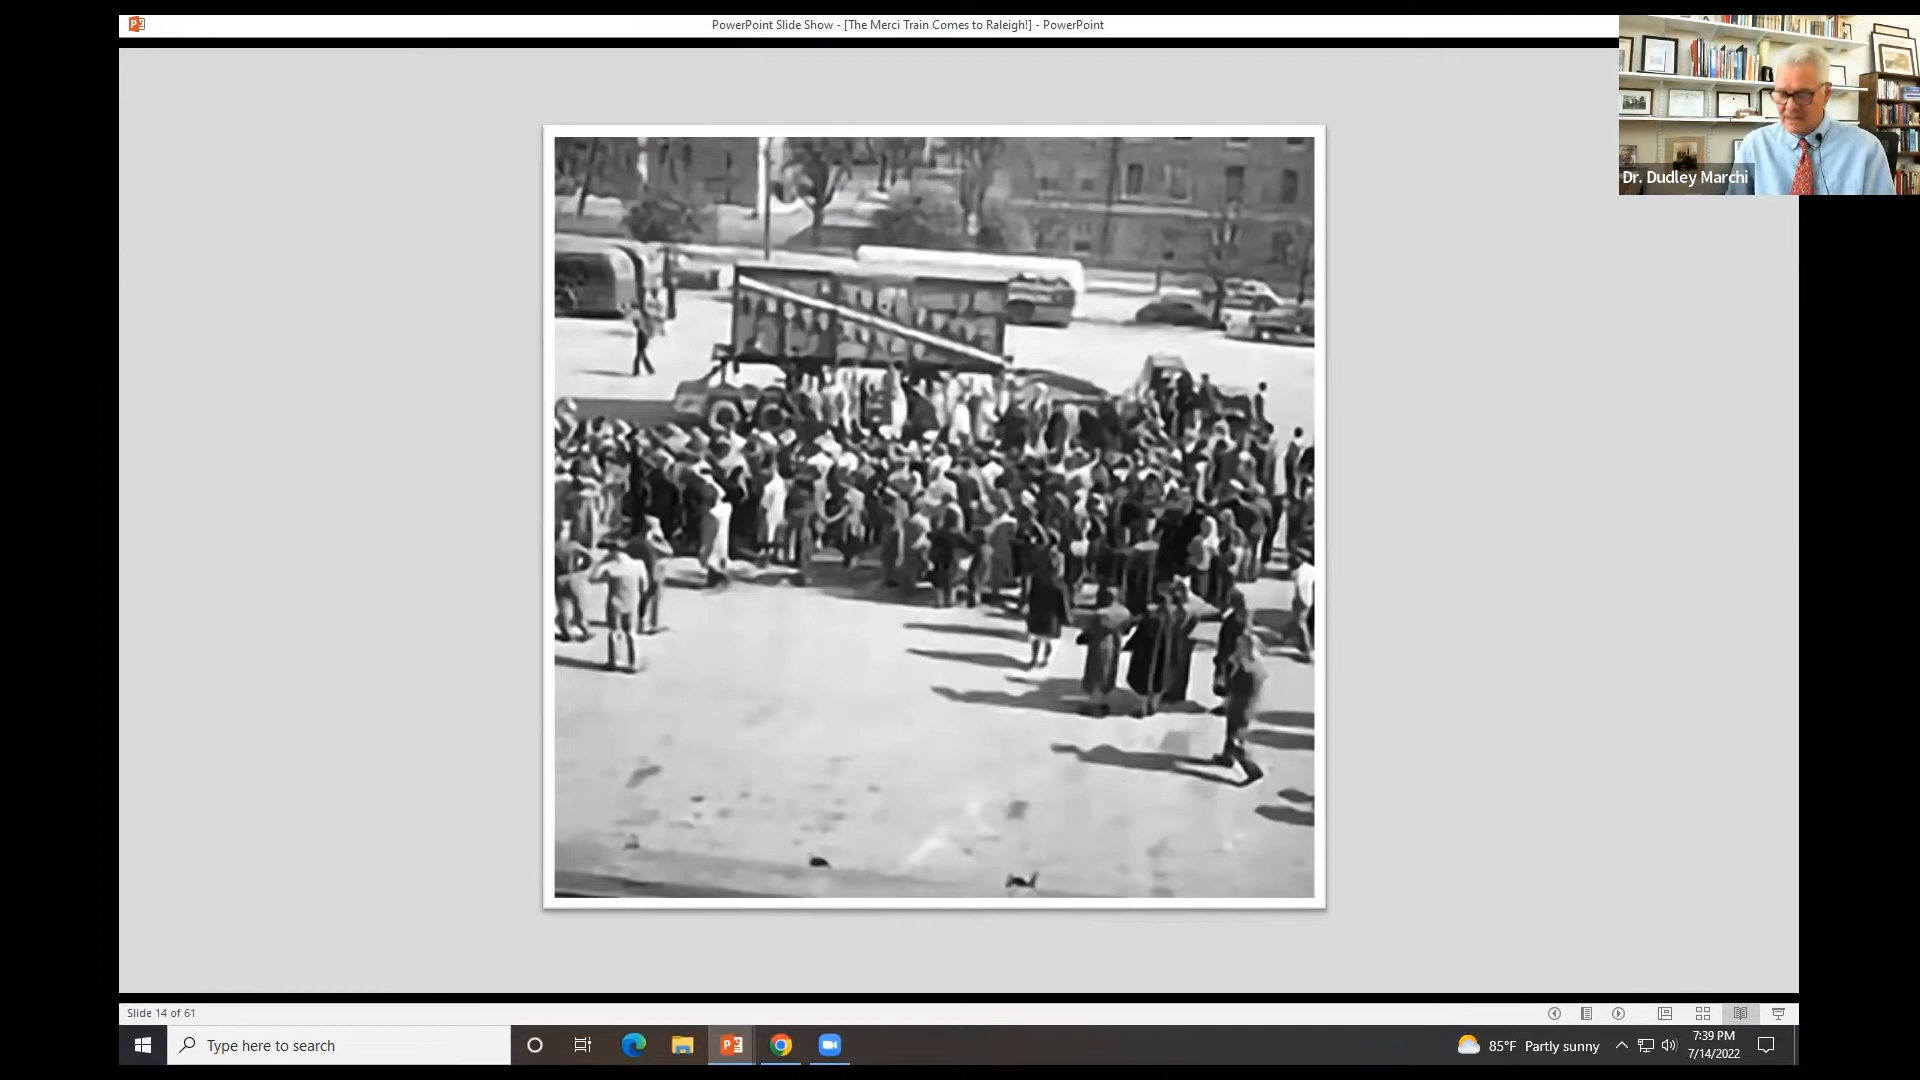 PowerPoint Slide Show - [The Merci Train Comes to Raleigh!] - PowerPoint
Dr. Dudley Marchi
Slide 14 of 61
Type here to search
85°F Partly sunny
7:39 PM
7/14/2022